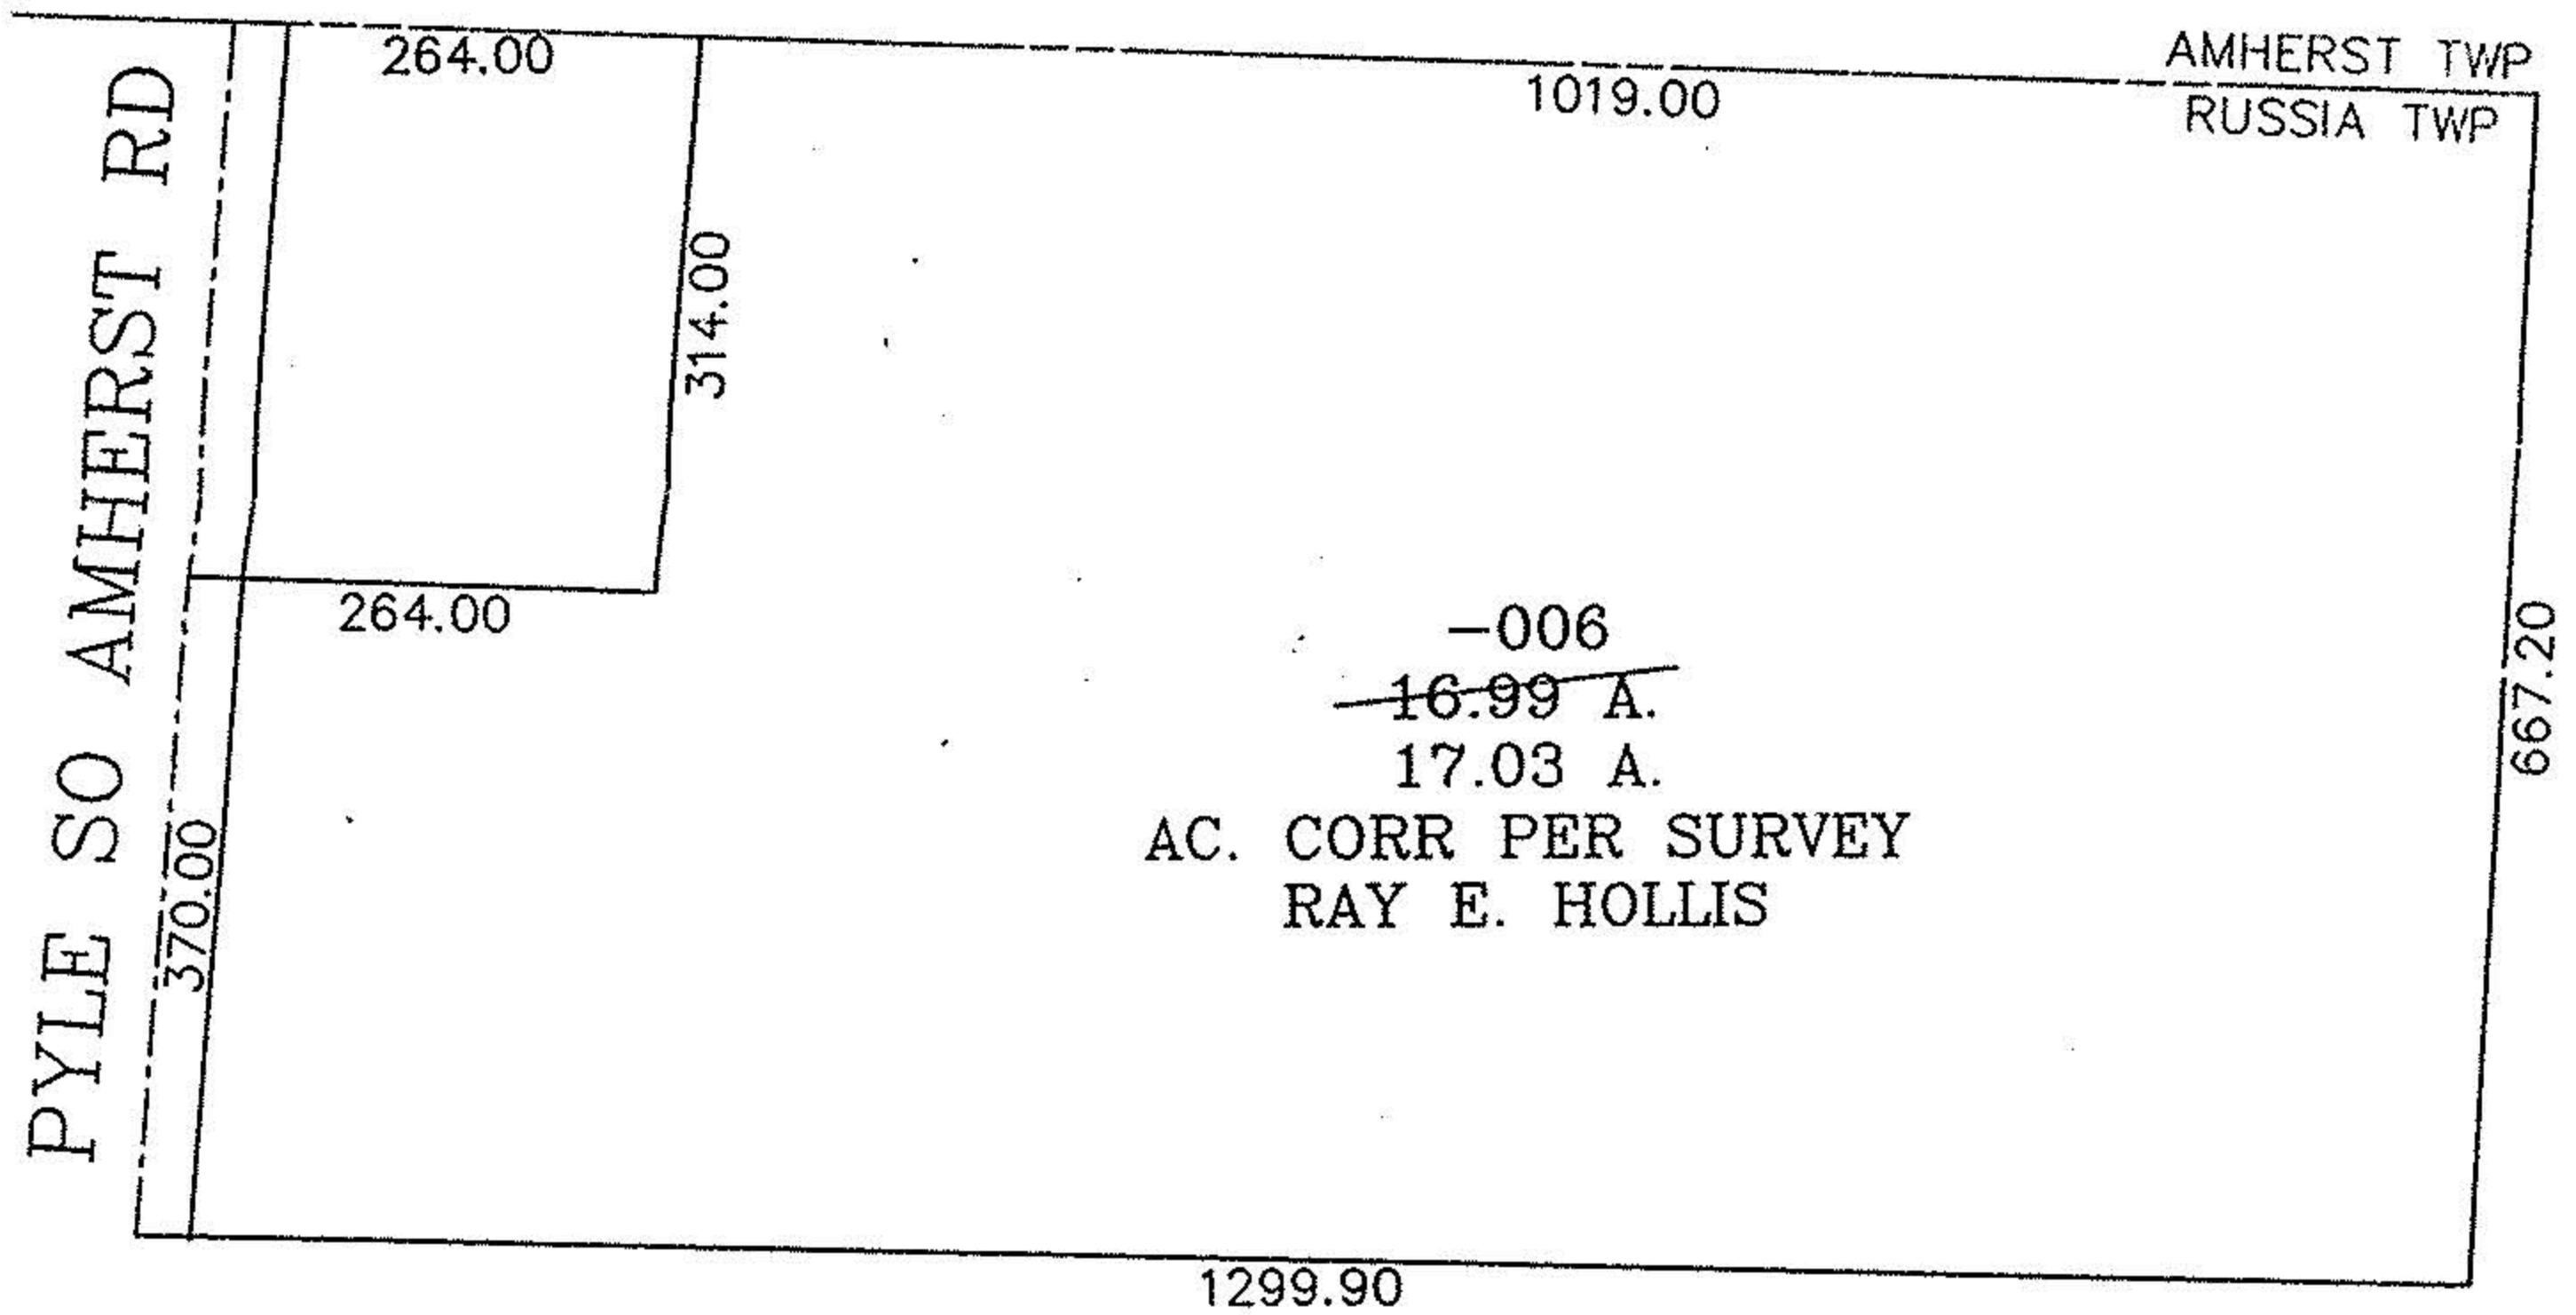 264.00
1019.00
AMHERST TWP
RUSSIA TWP
PYLE SO AMHERST RD
314.00
264.00
370.00
-006
16.99 A.
17.03 A.
AC. CORR PER SURVEY
RAY E. HOLLIS
667.20
1299.90